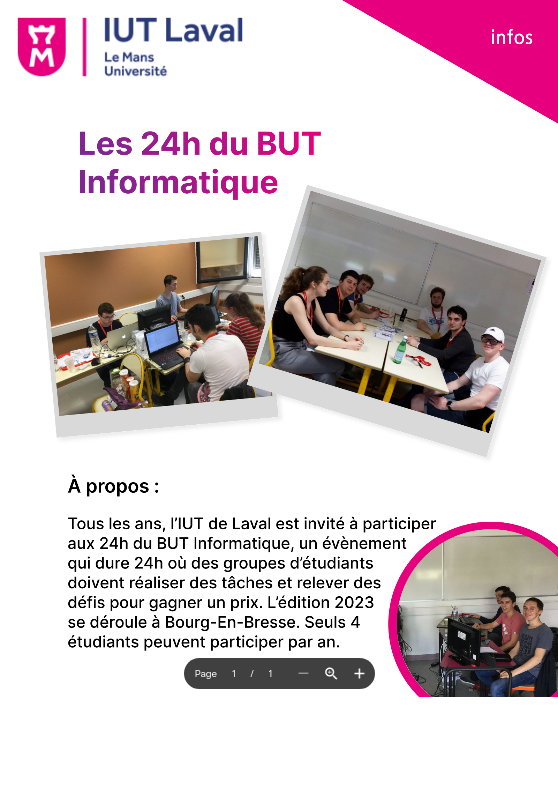 IUT Laval
Le Mans
Université
infos
Les 24h du BUT
Informatique
À propos :
Tous les ans, l’IUT de Laval est invité à participer
aux 24h du BUT Informatique, un évènement
qui dure 24h où des groupes d’étudiants
doivent réaliser des tâches et relever des
défis pour gagner un prix. L’édition 2023
se déroule à Bourg-En-Bresse. Seuls 4
étudiants peuvent participer par an.
Page 1 / 1